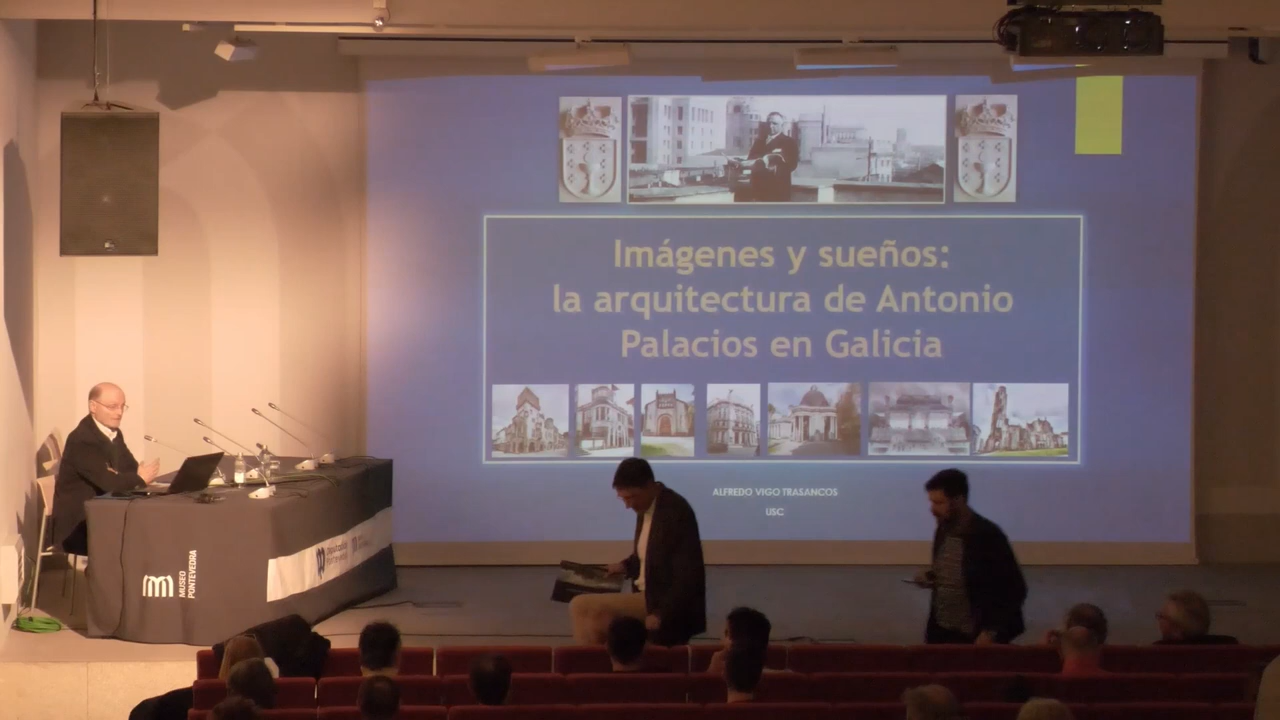 Imágenes y sueños:
la arquitectura de Antonio
Palacios en Galicia
ALFREDO VIGO TRASANCOS
USC
MUSEO
PONTEVEDRA